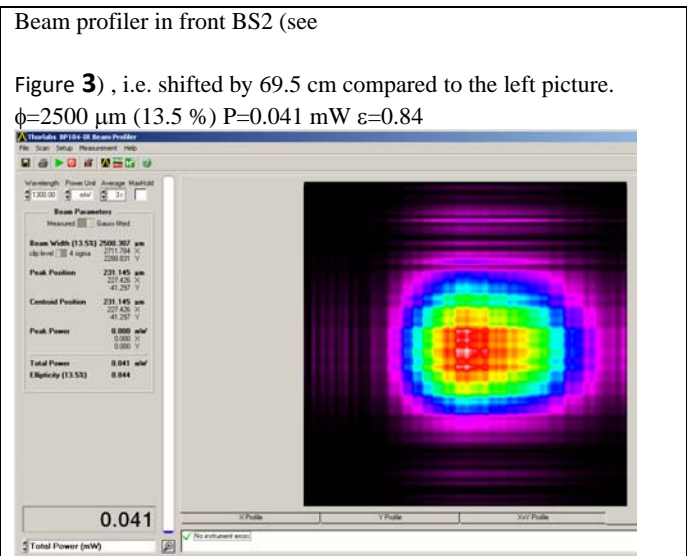 Beam profiler in front BS2 (see
Figure 3) , i.e. shifted by 69.5 cm compared to the left picture.
ϕ=2500 μm (13.5 %) P=0.041 mW ε=0.84
Thorlabs BP104-IR Beam Profiler
File Scan Setup Measurement Help
Wavelength Power Unit Average MaxHold
1300.00 mW 3x
Beam Parameters
Measured Gauss fitted
Beam Width (13.5%) 2500.307 μm
clip level 4 sigma 2711.704 X
2288.831 Y
Peak Position 231.145 μm
227.426 X
-41.297 Y
Centroid Position 231.145 μm
227.426 X
-41.297 Y
Peak Power 0.000 mW
0.000 X
0.000 Y
Total Power 0.041 mW
Ellipticity (13.5%) 0.844
0.041
X Profile Y Profile X+Y Profile
Total Power (mW)
No instrument errors